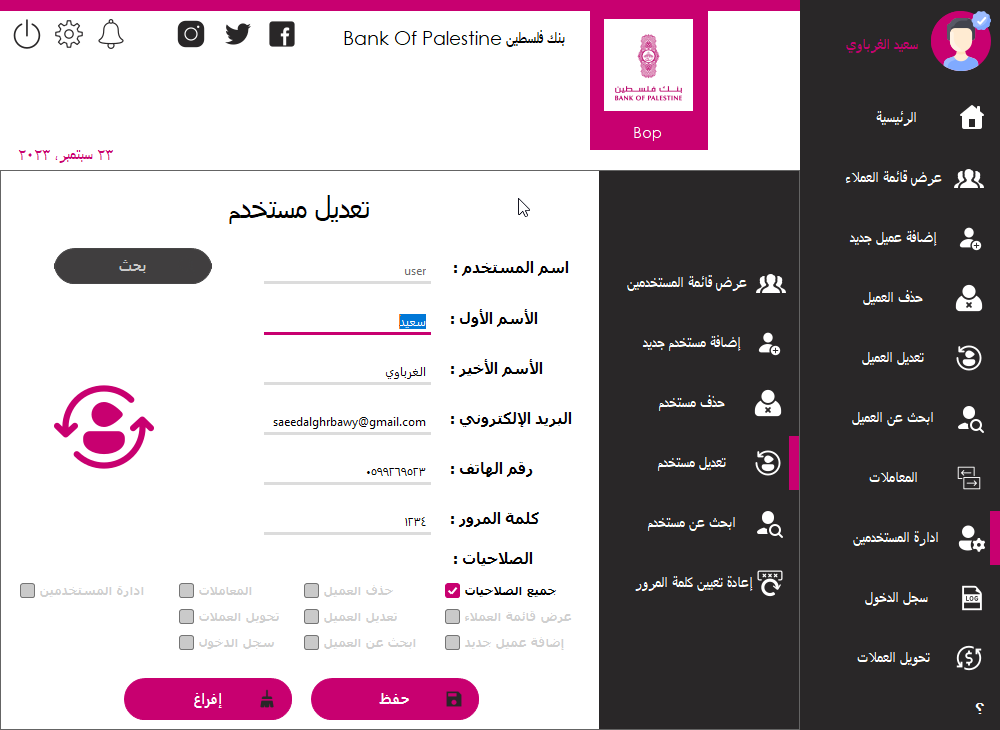 سعيد الغرباوي
الرئيسية
عرض قائمة العملاء
إضافة عميل جديد
حذف العميل
تعديل العميل
ابحث عن العميل
المعاملات
ادارة المستخدمين
سجل الدخول
LOG
تحويل العملات
؟
بنك فلسطين
BANK OF PALESTINE
Bop
Bank Of Palestine بنك فلسطين
٢٣ سبتمبر، ٢٠٢٣
عرض قائمة المستخدمين
إضافة مستخدم جديد
حذف مستخدم
تعديل مستخدم
ابحث عن مستخدم
إعادة تعيين كلمة المرور
تعديل مستخدم
اسم المستخدم : user بحث
الأسم الأول : سعيد
الأسم الأخير : الغرباوي
البريد الإلكتروني : saeedalghrbawy@gmail.com
رقم الهاتف : ٠٥٩٩٢٦٩٥٢٣
كلمة المرور : ١٢٣٤
الصلاحيات :
جميع الصلاحيات حذف العميل المعاملات ادارة المستخدمين
عرض قائمة العملاء تعديل العميل تحويل العملات
إضافة عميل جديد ابحث عن العميل سجل الدخول
حفظ إفراغ